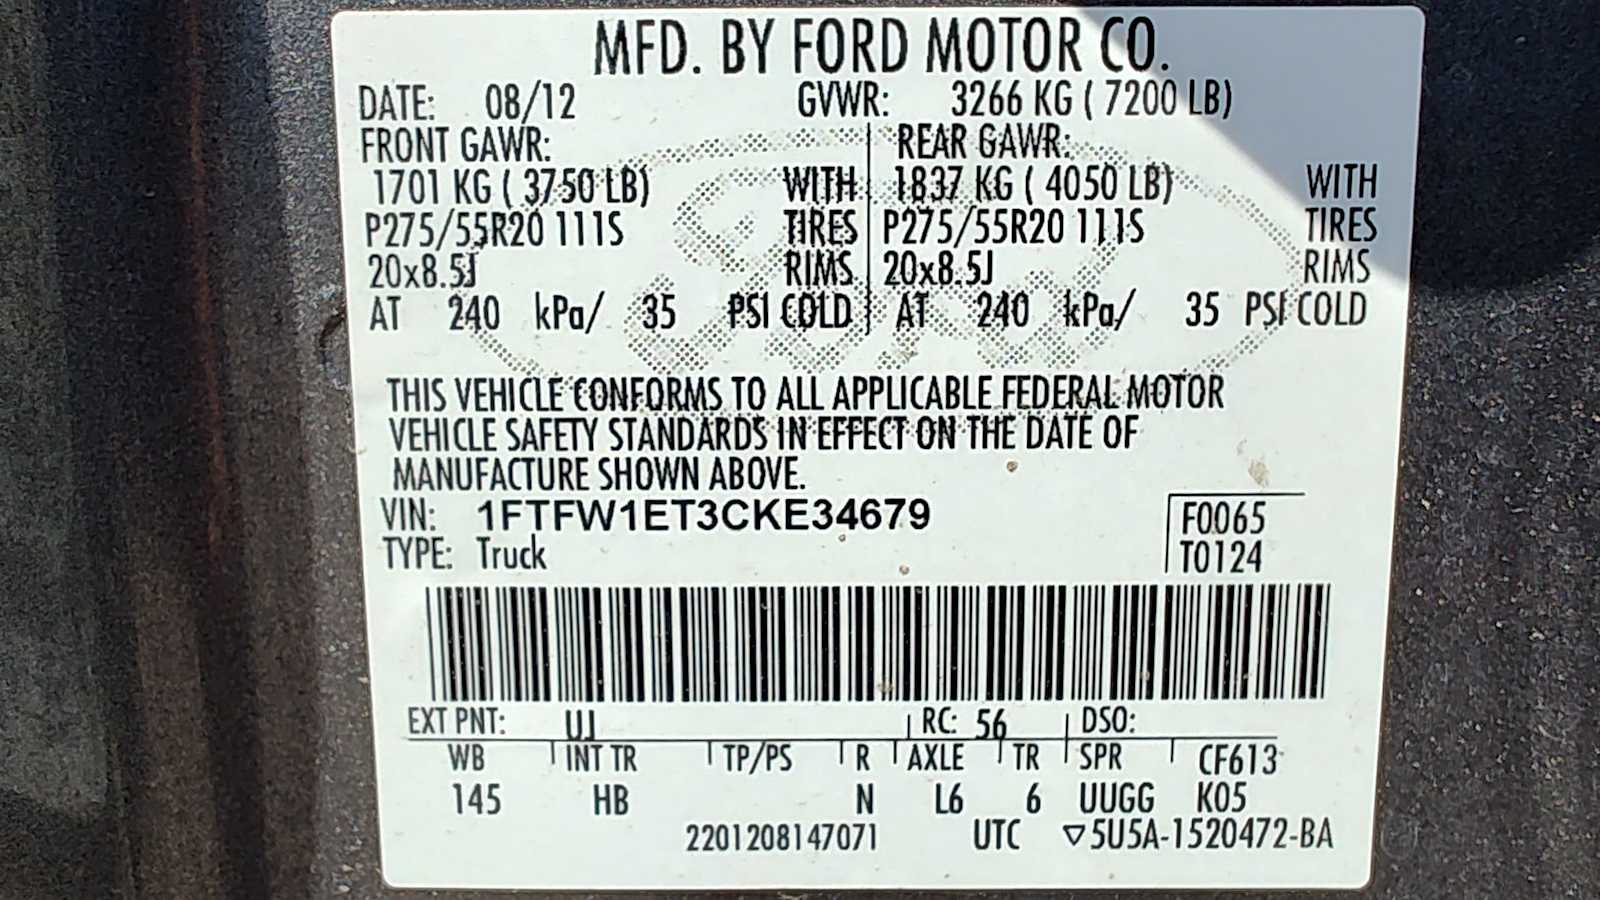 MFD. BY FORD MOTOR CO.
DATE: 08/12 GVWR: 3266 KG ( 7200 LB)
FRONT GAWR: REAR GAWR:
1701 KG ( 3750 LB) WITH 1837 KG ( 4050 LB) WITH
P275/55R20 111S TIRES P275/55R20 111S TIRES
20x8.5J RIMS 20x8.5J RIMS
AT 240 kPa/ 35 PSI COLD AT 240 kPa/ 35 PSI COLD
THIS VEHICLE CONFORMS TO ALL APPLICABLE FEDERAL MOTOR
VEHICLE SAFETY STANDARDS IN EFFECT ON THE DATE OF
MANUFACTURE SHOWN ABOVE.
VIN: 1FTFW1ET3CKE34679 F0065
TYPE: Truck T0124
EXT PNT: UJ RC: 56 DSO:
WB INT TR TP/PS R AXLE TR SPR CF613
145 HB N L6 6 UUGG K05
2201208147071 UTC ▽5U5A-1520472-BA